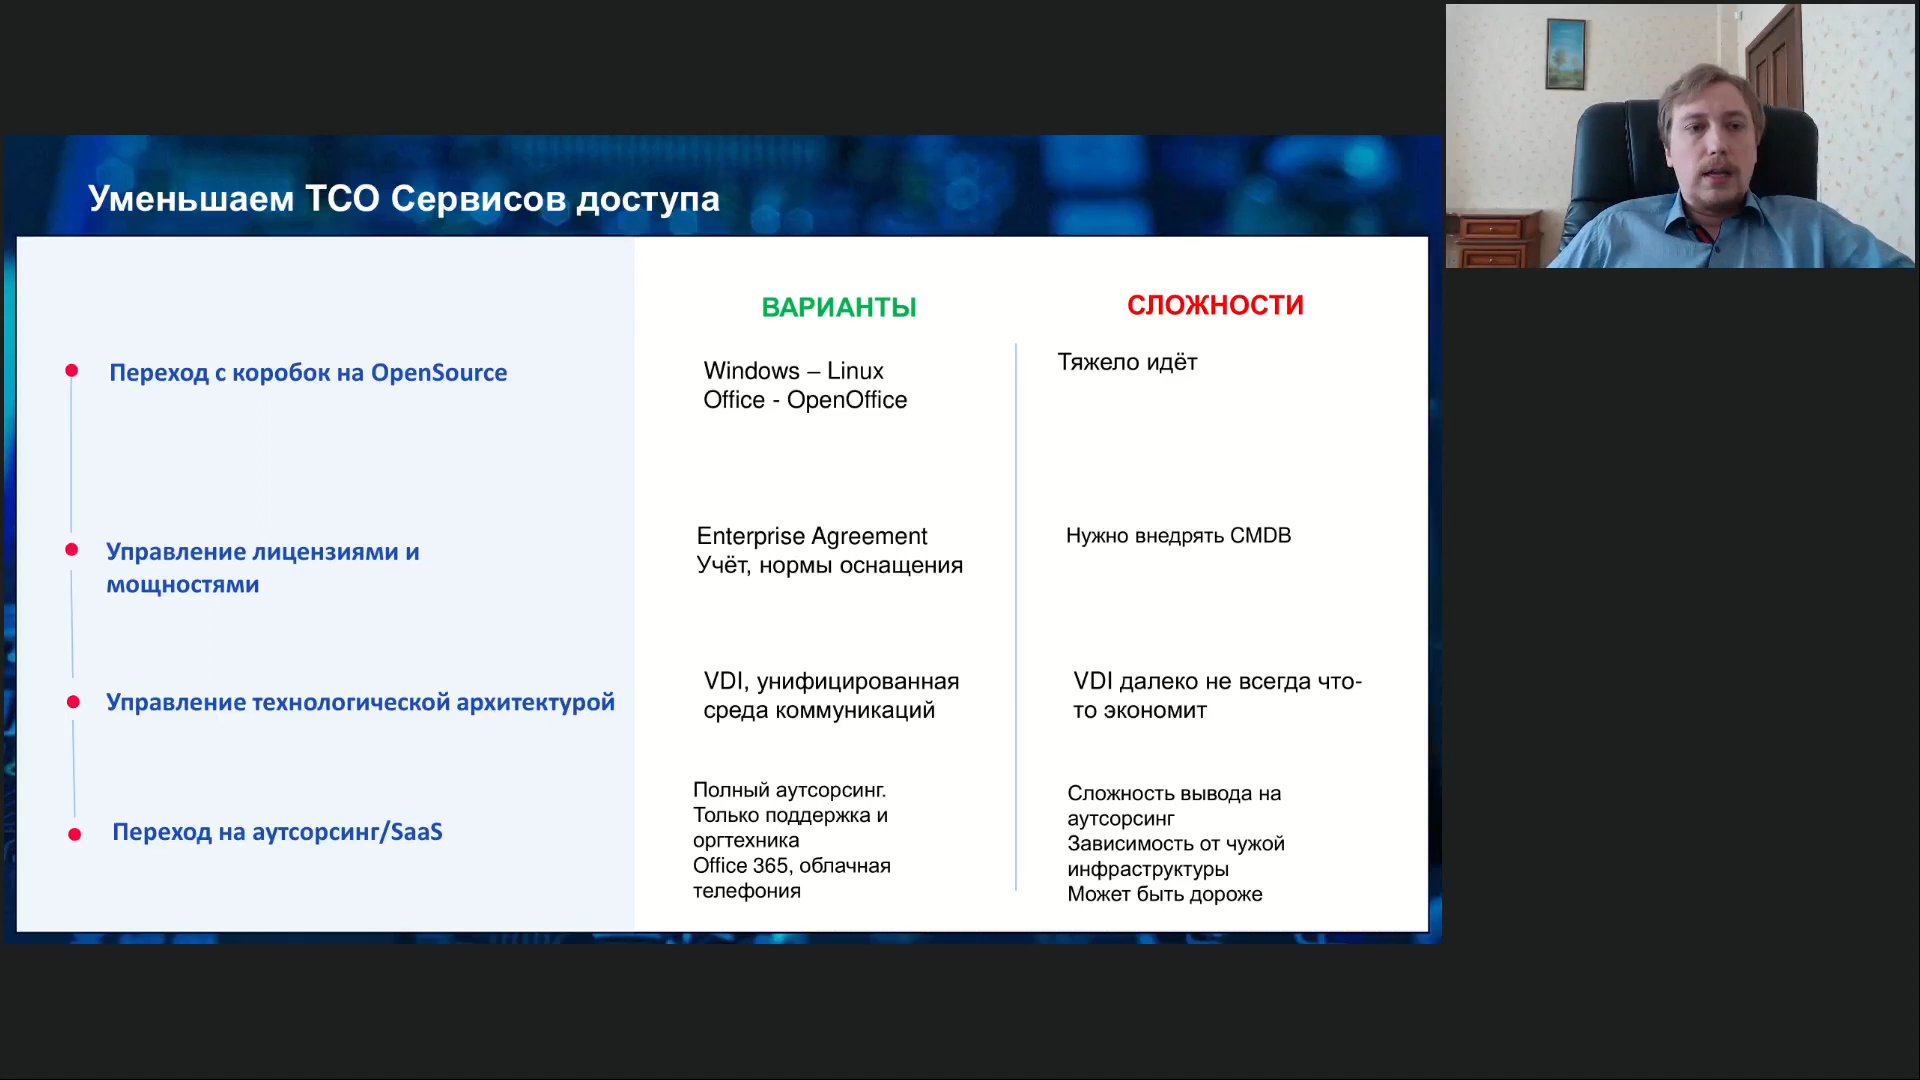 Уменьшаем ТСО Сервисов доступа
ВАРИАНТЫ
СЛОЖНОСТИ
Переход с коробок на OpenSource
Windows – Linux
Office - OpenOffice
Тяжело идёт
Управление лицензиями и
мощностями
Enterprise Agreement
Учёт, нормы оснащения
Нужно внедрять CMDB
Управление технологической архитектурой
VDI, унифицированная
среда коммуникаций
VDI далеко не всегда что-
то экономит
Переход на аутсорсинг/SaaS
Полный аутсорсинг.
Только поддержка и
оргтехника
Office 365, облачная
телефония
Сложность вывода на
аутсорсинг
Зависимость от чужой
инфраструктуры
Может быть дороже